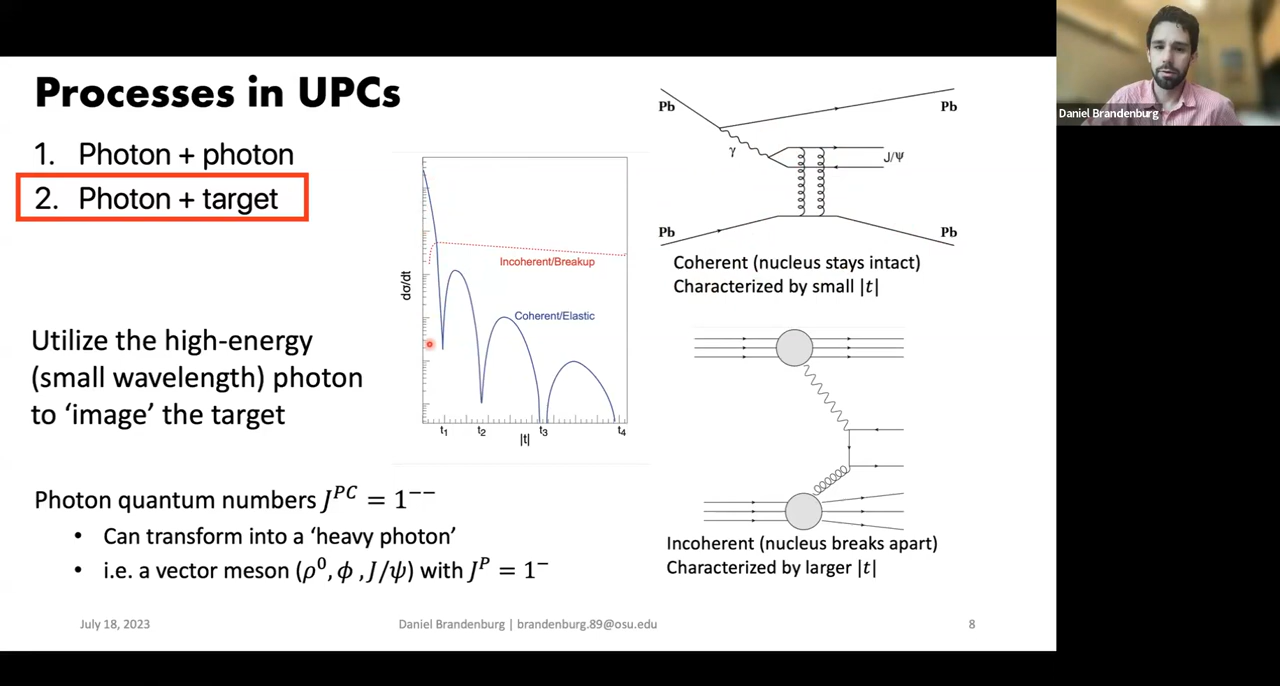 Processes in UPCs
1. Photon + photon
2. Photon + target
Utilize the high-energy
(small wavelength) photon
to ‘image’ the target
Photon quantum numbers J^{PC} = 1^{−−}
• Can transform into a ‘heavy photon’
• i.e. a vector meson (ρ^0, ϕ , J/ψ) with J^P = 1^−
dσ/dt
Incoherent/Breakup
Coherent/Elastic
t₁ t₂ t₃ t₄
|t|
Pb Pb
γ
J/Ψ
Pb Pb
Coherent (nucleus stays intact)
Characterized by small |t|
Incoherent (nucleus breaks apart)
Characterized by larger |t|
July 18, 2023
Daniel Brandenburg | brandenburg.89@osu.edu
8
Daniel Brandenburg